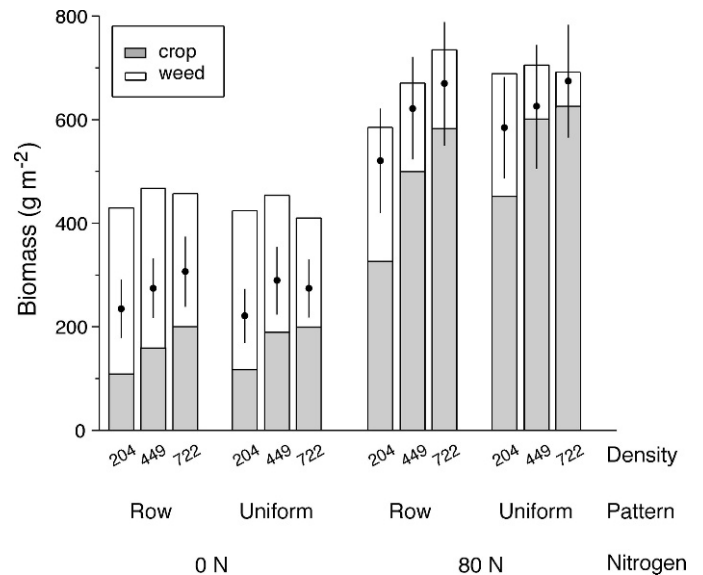 800
600
400
200
0
Biomass (g m-2)
crop
weed
204 449 722 204 449 722 204 449 722 204 449 722 Density
Row Uniform Row Uniform Pattern
0 N 80 N Nitrogen